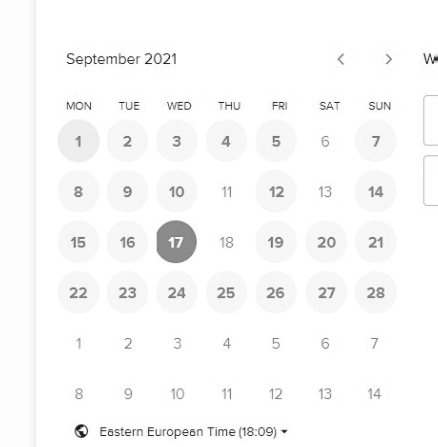 September 2021
MON TUE WED THU FRI SAT SUN
1 2 3 4 5 6 7
8 9 10 11 12 13 14
15 16 17 18 19 20 21
22 23 24 25 26 27 28
1 2 3 4 5 6 7
8 9 10 11 12 13 14
Eastern European Time (18:09)